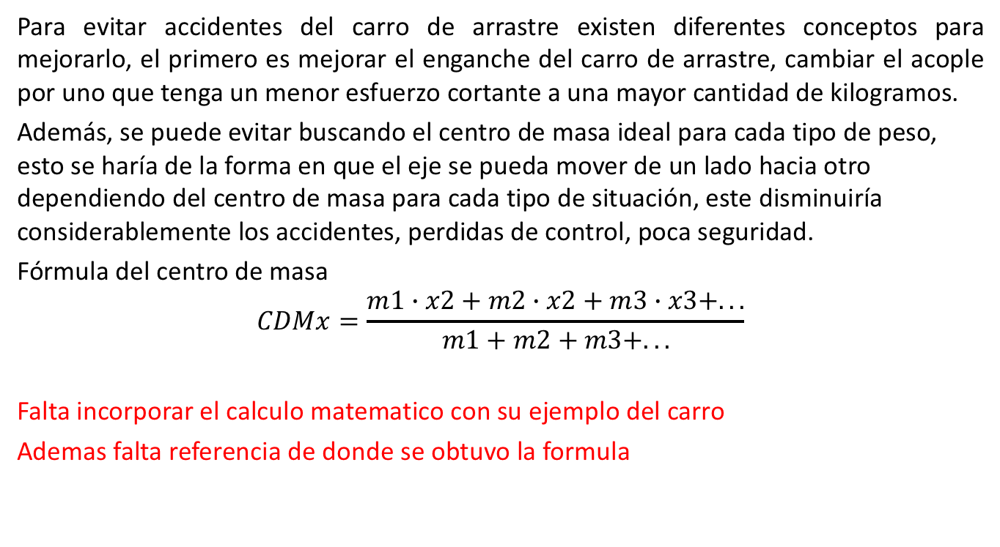 Para evitar accidentes del carro de arrastre existen diferentes conceptos para
mejorarlo, el primero es mejorar el enganche del carro de arrastre, cambiar el acople
por uno que tenga un menor esfuerzo cortante a una mayor cantidad de kilogramos.
Además, se puede evitar buscando el centro de masa ideal para cada tipo de peso,
esto se haría de la forma en que el eje se pueda mover de un lado hacia otro
dependiendo del centro de masa para cada tipo de situación, este disminuiría
considerablemente los accidentes, perdidas de control, poca seguridad.
Fórmula del centro de masa
m1 · x2 + m2 · x2 + m3 · x3+...
CDMx =
m1 + m2 + m3+...
Falta incorporar el calculo matematico con su ejemplo del carro
Ademas falta referencia de donde se obtuvo la formula